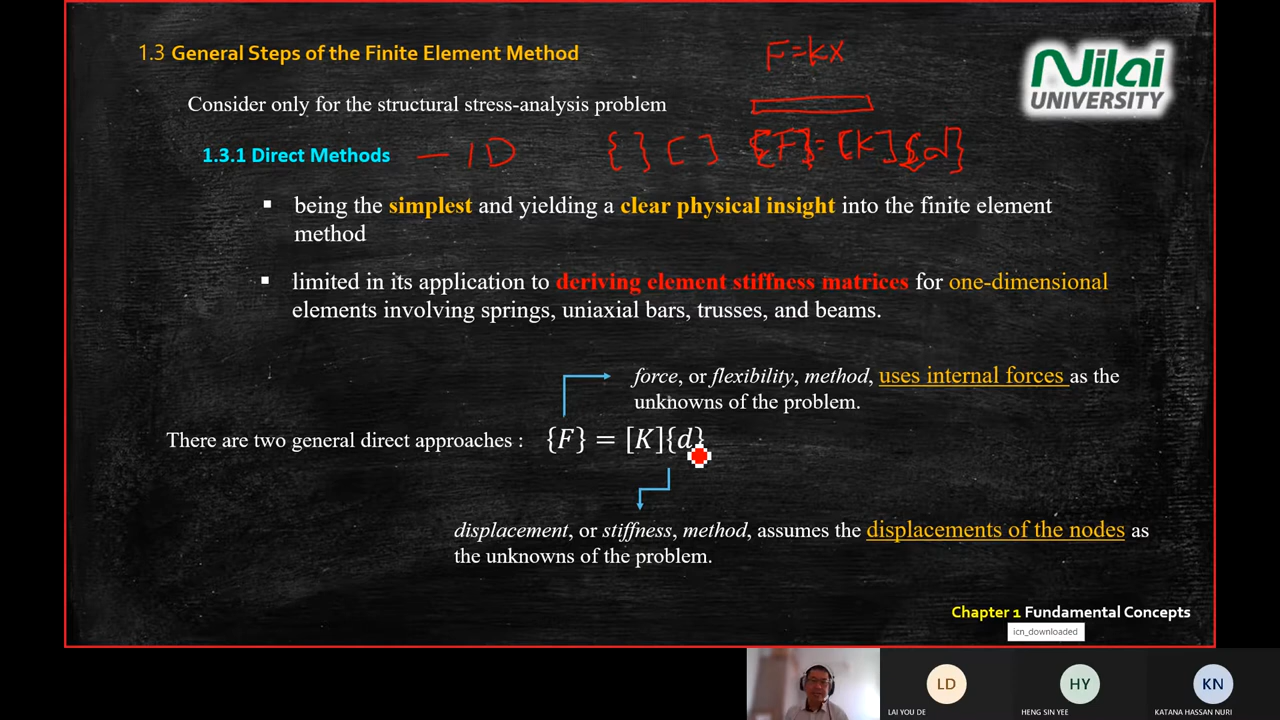 1.3 General Steps of the Finite Element Method
F=kx
Nilai
UNIVERSITY
Consider only for the structural stress-analysis problem
1.3.1 Direct Methods — 1D { } [ ] {F} = [K]{d}
▪ being the simplest and yielding a clear physical insight into the finite element
method
▪ limited in its application to deriving element stiffness matrices for one-dimensional
elements involving springs, uniaxial bars, trusses, and beams.
force, or flexibility, method, uses internal forces as the
unknowns of the problem.
There are two general direct approaches : {F} = [K]{d}
displacement, or stiffness, method, assumes the displacements of the nodes as
the unknowns of the problem.
Chapter 1 Fundamental Concepts
icn_downloaded
LD
HY
KN
LAI YOU DE
HENG SIN YEE
KATANA HASSAN NURI